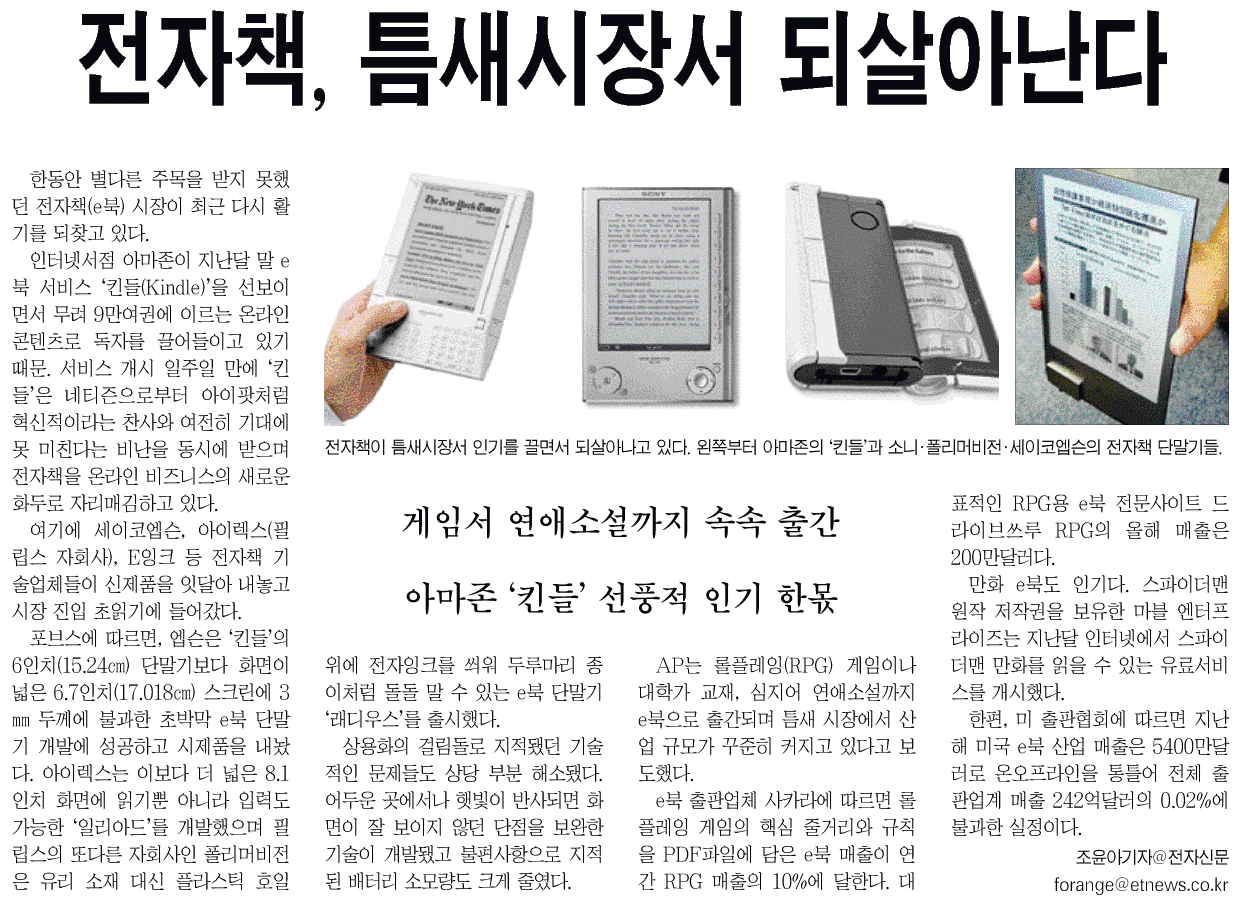 전자책, 틈새시장서 되살아난다
한동안 별다른 주목을 받지 못했
던 전자책(e북) 시장이 최근 다시 활
기를 되찾고 있다.
인터넷서점 아마존이 지난달 말 e
북 서비스 ‘킨들(Kindle)’을 선보이
면서 무려 9만여권에 이르는 온라인
콘텐츠로 독자를 끌어들이고 있기
때문. 서비스 개시 일주일 만에 ‘킨
들’은 네티즌으로부터 아이팟처럼
혁신적이라는 찬사와 여전히 기대에
못 미친다는 비난을 동시에 받으며
전자책을 온라인 비즈니스의 새로운
화두로 자리매김하고 있다.
여기에 세이코엡슨, 아이렉스(필
립스 자회사), E잉크 등 전자책 기
술업체들이 신제품을 잇달아 내놓고
시장 진입 초읽기에 들어갔다.
포브스에 따르면, 엡슨은 ‘킨들’의
6인치(15.24㎝) 단말기보다 화면이
넓은 6.7인치(17.018㎝) 스크린에 3
㎜ 두께에 불과한 초박막 e북 단말
기 개발에 성공하고 시제품을 내놨
다. 아이렉스는 이보다 더 넓은 8.1
인치 화면에 읽기뿐 아니라 입력도
가능한 ‘일리아드’를 개발했으며 필
립스의 또다른 자회사인 폴리머비전
은 유리 소재 대신 플라스틱 호일
The New York Times
SONY
전자책이 틈새시장서 인기를 끌면서 되살아나고 있다. 왼쪽부터 아마존의 ‘킨들’과 소니·폴리머비전·세이코엡슨의 전자책 단말기들.
게임서 연애소설까지 속속 출간
아마존 ‘킨들’ 선풍적 인기 한몫
위에 전자잉크를 씌워 두루마리 종
이처럼 돌돌 말 수 있는 e북 단말기
‘래디우스’를 출시했다.
상용화의 걸림돌로 지적됐던 기술
적인 문제들도 상당 부분 해소됐다.
어두운 곳에서나 햇빛이 반사되면 화
면이 잘 보이지 않던 단점을 보완한
기술이 개발됐고 불편사항으로 지적
된 배터리 소모량도 크게 줄였다.
AP는 롤플레잉(RPG) 게임이나
대학가 교재, 심지어 연애소설까지
e북으로 출간되며 틈새 시장에서 산
업 규모가 꾸준히 커지고 있다고 보
도했다.
e북 출판업체 사카라에 따르면 롤
플레잉 게임의 핵심 줄거리와 규칙
을 PDF파일에 담은 e북 매출이 연
간 RPG 매출의 10%에 달한다. 대
표적인 RPG용 e북 전문사이트 드
라이브쓰루 RPG의 올해 매출은
200만달러다.
만화 e북도 인기다. 스파이더맨
원작 저작권을 보유한 마블 엔터프
라이즈는 지난달 인터넷에서 스파이
더맨 만화를 읽을 수 있는 유료서비
스를 개시했다.
한편, 미 출판협회에 따르면 지난
해 미국 e북 산업 매출은 5400만달
러로 온오프라인을 통틀어 전체 출
판업계 매출 242억달러의 0.02%에
불과한 실정이다.
조윤아기자@전자신문
forange@etnews.co.kr